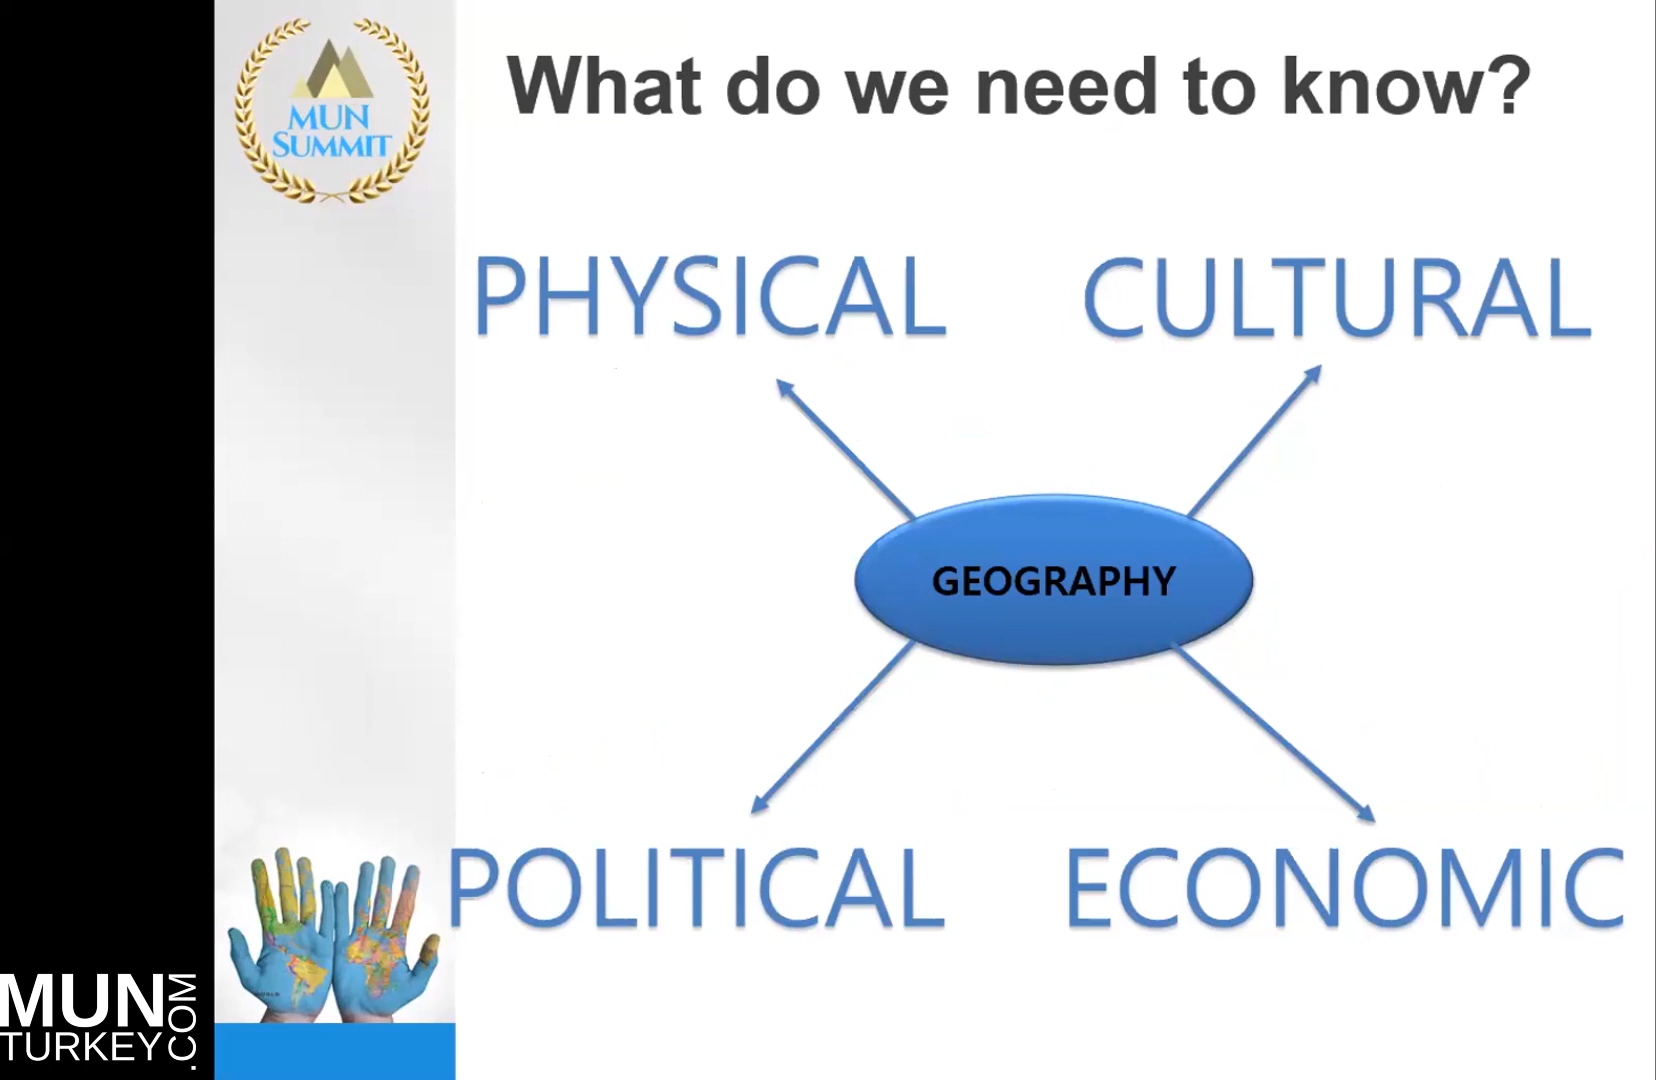 MUN
SUMMIT
What do we need to know?
PHYSICAL
CULTURAL
GEOGRAPHY
POLITICAL
ECONOMIC
MUN
TURKEY
.COM